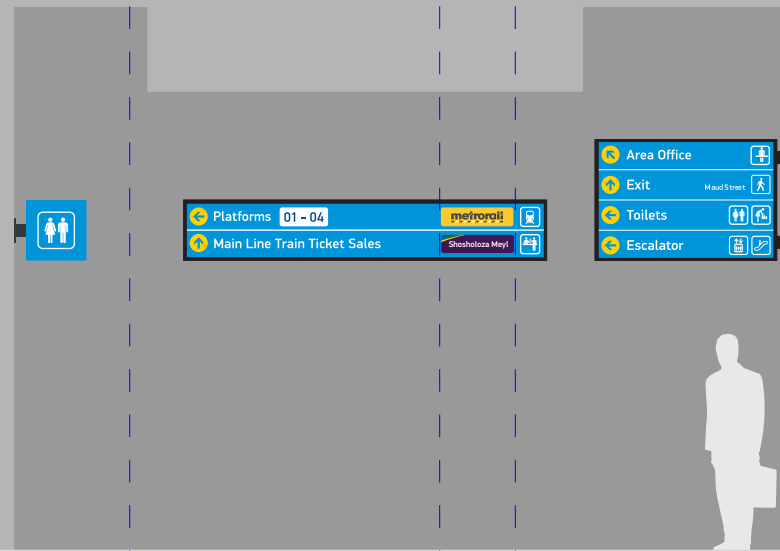 Platforms 01 - 04 metrorail
Main Line Train Ticket Sales Shosholoza Meyl
Area Office
Exit Maud Street
Toilets
Escalator